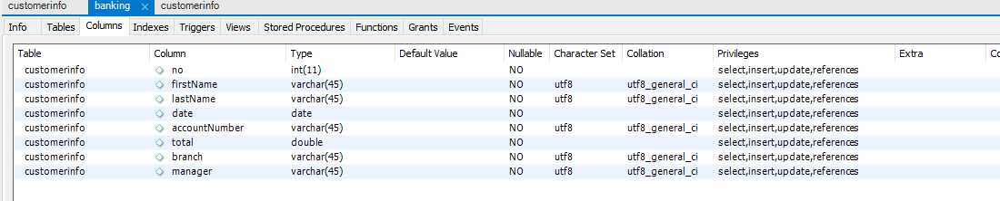 customerinfo banking × customerinfo
Info Tables Columns Indexes Triggers Views Stored Procedures Functions Grants Events
Table Column Type Default Value Nullable Character Set Collation Privileges Extra Co
customerinfo no int(11) NO select,insert,update,references
customerinfo firstName varchar(45) NO utf8 utf8_general_ci select,insert,update,references
customerinfo lastName varchar(45) NO utf8 utf8_general_ci select,insert,update,references
customerinfo date date NO select,insert,update,references
customerinfo accountNumber varchar(45) NO utf8 utf8_general_ci select,insert,update,references
customerinfo total double NO select,insert,update,references
customerinfo branch varchar(45) NO utf8 utf8_general_ci select,insert,update,references
customerinfo manager varchar(45) NO utf8 utf8_general_ci select,insert,update,references